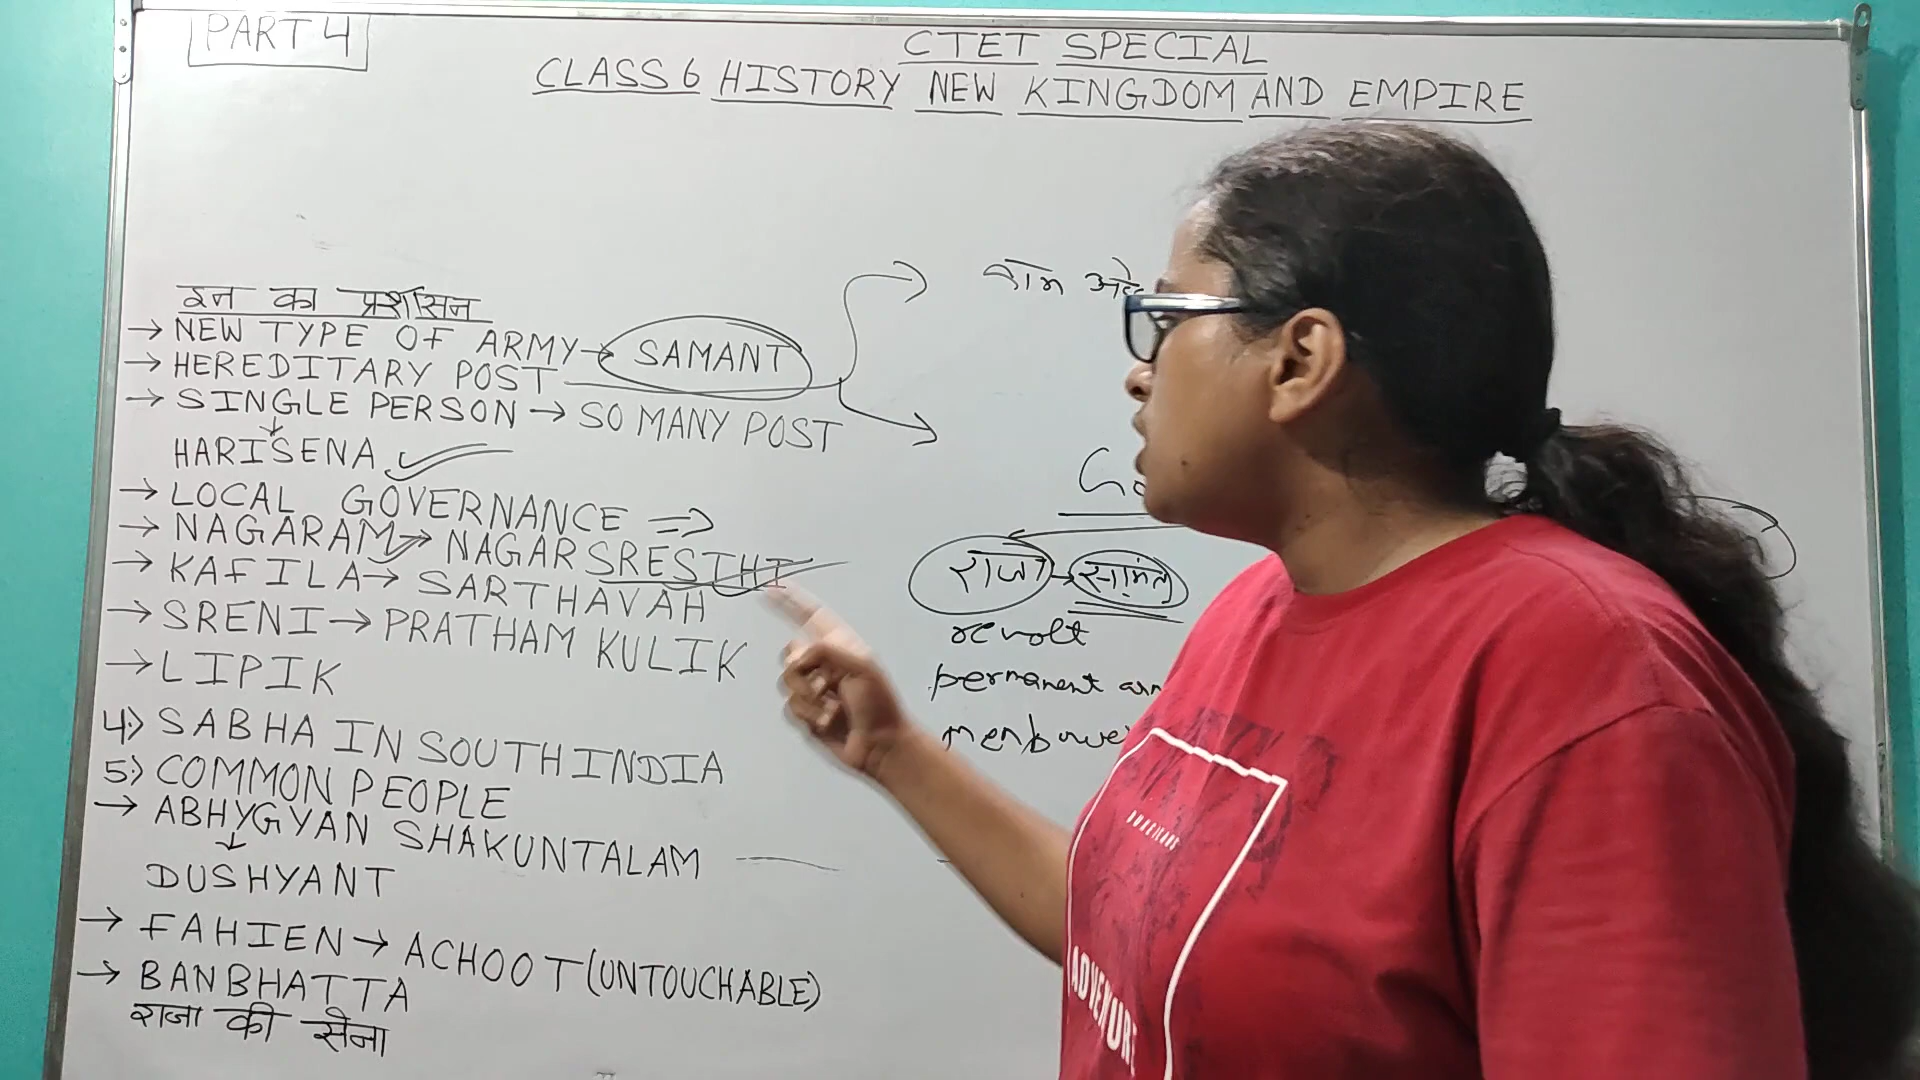 PART 4
CTET SPECIAL
CLASS 6 HISTORY NEW KINGDOM AND EMPIRE
इन का प्रशासन
→ NEW TYPE OF ARMY → SAMANT
→ HEREDITARY POST
→ SINGLE PERSON → SO MANY POST
HARISENA
→ LOCAL GOVERNANCE ⇒
→ NAGARAM → NAGARSRESTHI
→ KAFILA → SARTHAVAH
→ SRENI → PRATHAM KULIK
→ LIPIK
4:) SABHA IN SOUTH INDIA
5:) COMMON PEOPLE
→ ABHYGYAN SHAKUNTALAM
DUSHYANT
→ FAHIEN → ACHOOT (UNTOUCHABLE)
→ BANBHATTA
राजा की सेना
राजा → सामंत
revolt
permanent
ADVENTURE